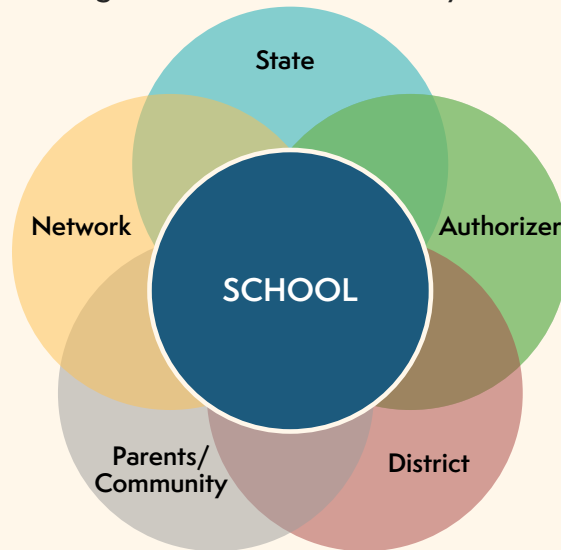 State
Network
Authorizer
SCHOOL
Parents/
Community
District